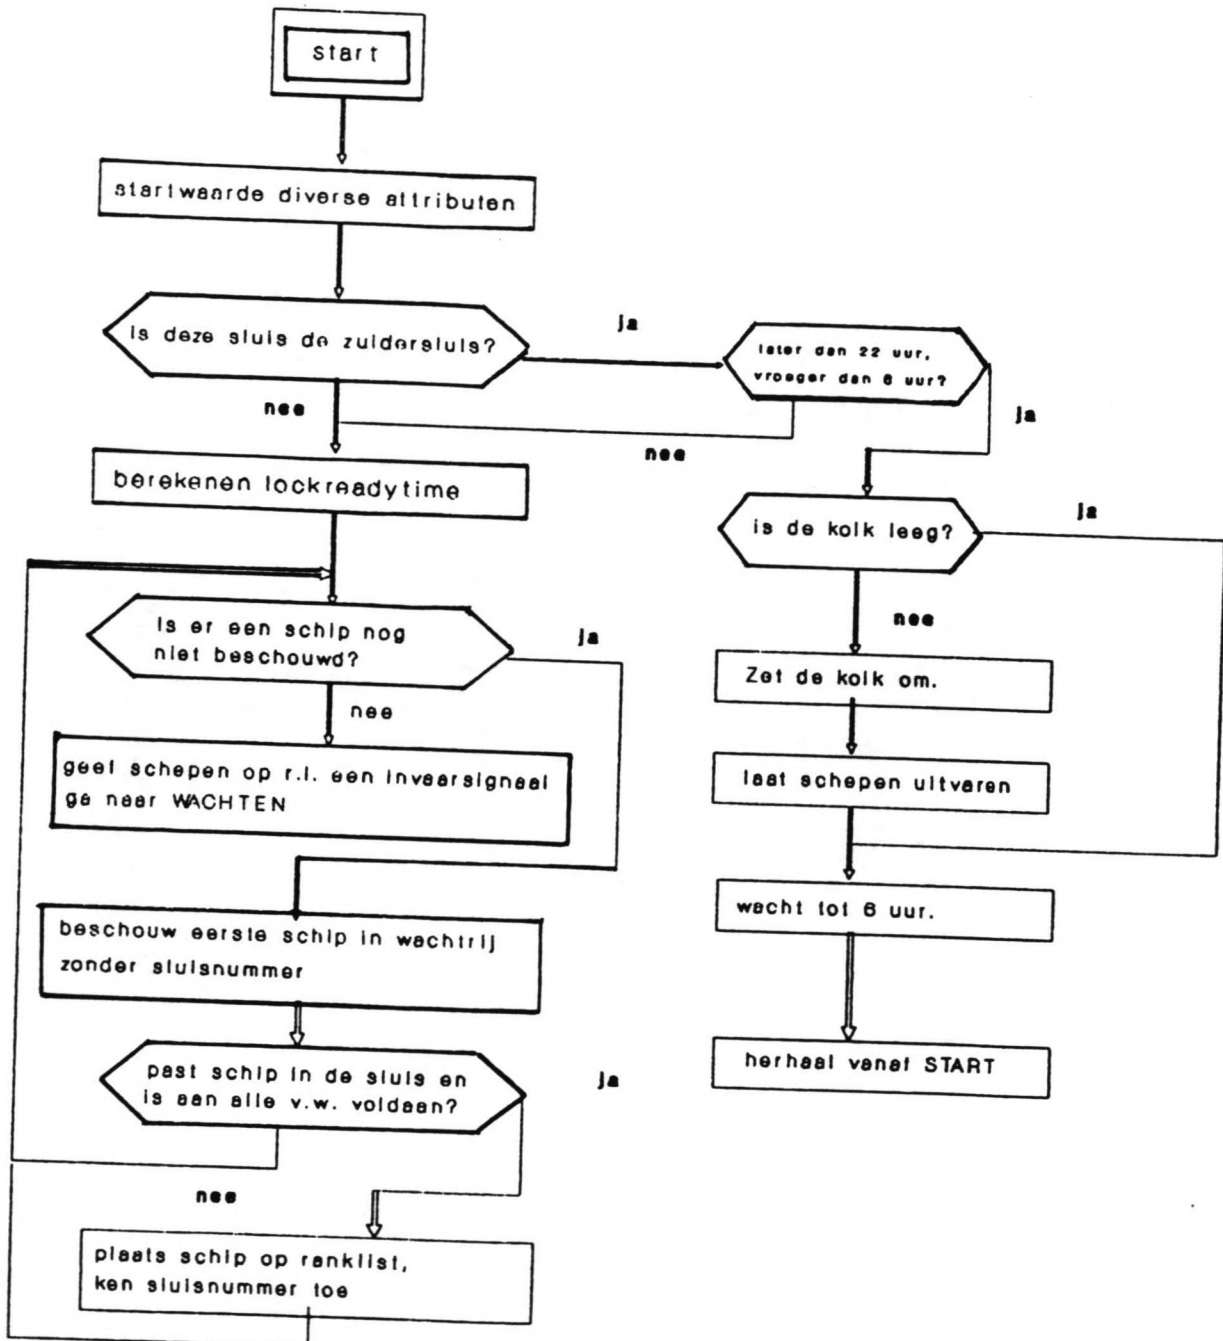 start
startwaarde diverse attributen
is deze sluis de zuidersluis?
ja
later dan 22 uur,
vroeger dan 6 uur?
nee
nee
ja
berekenen lockreadytime
is de kolk leeg?
ja
is er een schip nog
niet beschouwd?
ja
nee
nee
Zet de kolk om.
geef schepen op r.l. een invaarsignaal
ga naar WACHTEN
laat schepen uitvaren
beschouw eerste schip in wachtrij
zonder sluisnummer
wacht tot 6 uur.
past schip in de sluis en
is aan alle v.w. voldaan?
ja
herhaal vanaf START
nee
plaats schip op ranklist,
ken sluisnummer toe